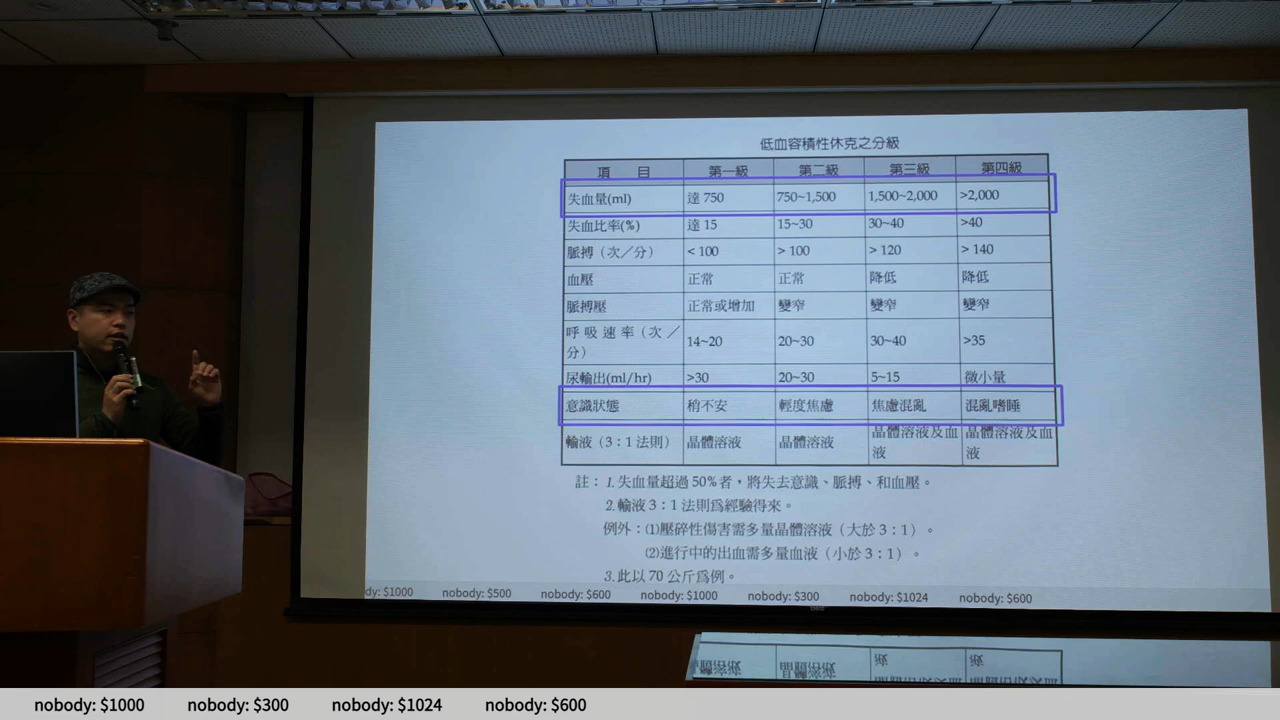 低血容積性休克之分級
項 目 第一級 第二級 第三級 第四級
失血量(ml) 達 750 750~1,500 1,500~2,000 >2,000
失血比率(%) 達 15 15~30 30~40 >40
脈搏（次／分） < 100 > 100 > 120 > 140
血壓 正常 正常 降低 降低
脈搏壓 正常或增加 變窄 變窄 變窄
呼吸速率（次／分） 14~20 20~30 30~40 >35
尿輸出(ml/hr) >30 20~30 5~15 微小量
意識狀態 稍不安 輕度焦慮 焦慮混亂 混亂嗜睡
輸液（3：1 法則） 晶體溶液 晶體溶液 晶體溶液及血液 晶體溶液及血液
註：1.失血量超過 50%者，將失去意識、脈搏、和血壓。
2.輸液 3：1 法則為經驗得來。
例外：⑴壓碎性傷害需多量晶體溶液（大於 3：1）。
⑵進行中的出血需多量血液（小於 3：1）。
3.此以 70 公斤為例。
dy: $1000 nobody: $500 nobody: $600 nobody: $1000 nobody: $300 nobody: $1024 nobody: $600
nobody: $1000 nobody: $300 nobody: $1024 nobody: $600